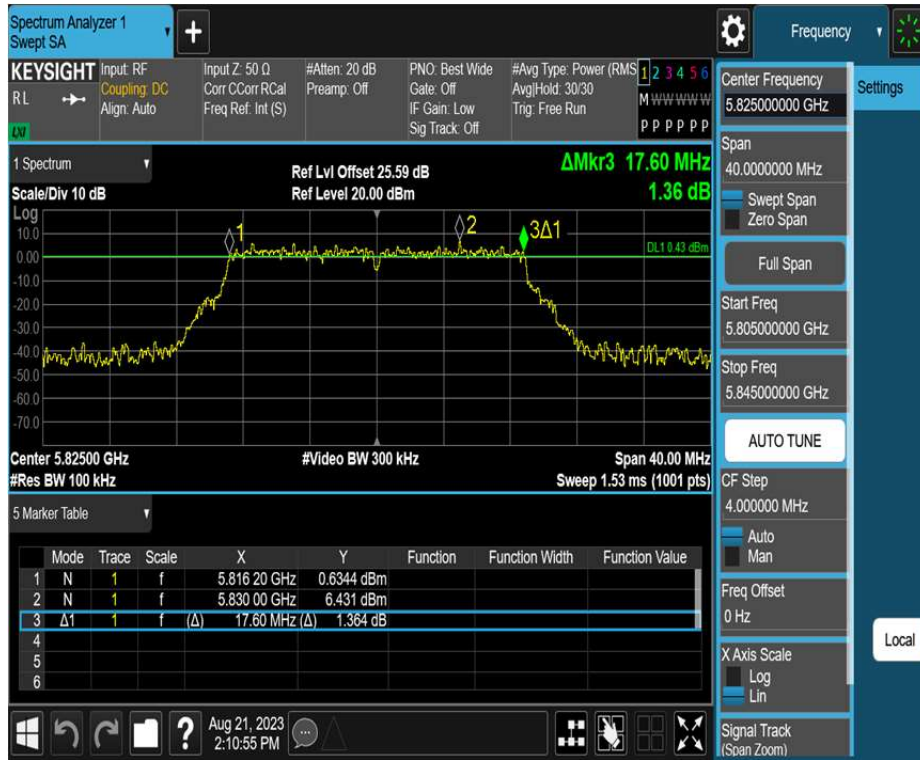 Spectrum Analyzer 1
Swept SA
+
Frequency
KEYSIGHT
R L
LXI
Input: RF
Coupling: DC
Align: Auto
Input Z: 50 Ω
Corr CCorr RCal
Freq Ref: Int (S)
#Atten: 20 dB
Preamp: Off
PNO: Best Wide
Gate: Off
IF Gain: Low
Sig Track: Off
#Avg Type: Power (RMS
Avg|Hold: 30/30
Trig: Free Run
1 2 3 4 5 6
M W W W W W
P P P P P P
Center Frequency
5.825000000 GHz
Settings
Span
40.0000000 MHz
Swept Span
Zero Span
Full Span
Start Freq
5.805000000 GHz
Stop Freq
5.845000000 GHz
AUTO TUNE
CF Step
4.000000 MHz
Auto
Man
Freq Offset
0 Hz
X Axis Scale
Log
Lin
Signal Track
(Span Zoom)
Local
1 Spectrum
Scale/Div 10 dB
Log
Ref Lvl Offset 25.59 dB
Ref Level 20.00 dBm
ΔMkr3 17.60 MHz
1.36 dB
10.0
0.00
-10.0
-20.0
-30.0
-40.0
-50.0
-60.0
-70.0
1
2
3Δ1
DL1 0.43 dBm
Center 5.82500 GHz
#Res BW 100 kHz
#Video BW 300 kHz
Span 40.00 MHz
Sweep 1.53 ms (1001 pts)
5 Marker Table
Mode Trace Scale X Y Function Function Width Function Value
1 N 1 f 5.816 20 GHz 0.6344 dBm
2 N 1 f 5.830 00 GHz 6.431 dBm
3 Δ1 1 f (Δ) 17.60 MHz (Δ) 1.364 dB
4
5
6
?
Aug 21, 2023
2:10:55 PM